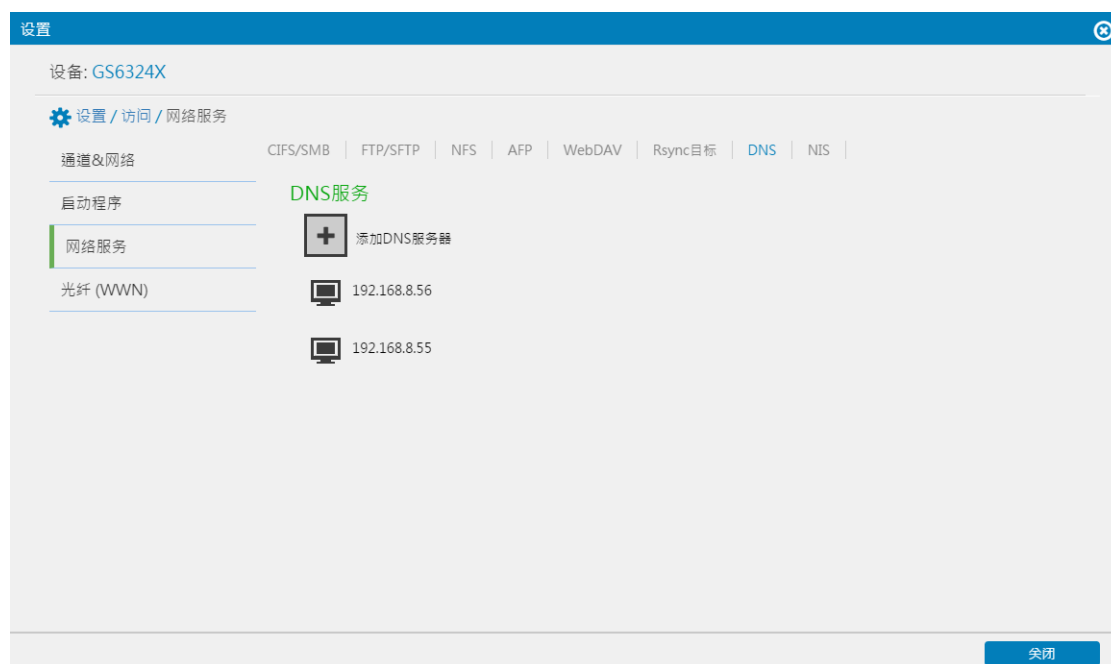 设置
设备: GS6324X
设置 / 访问 / 网络服务
通道&网络
启动程序
网络服务
光纤 (WWN)
CIFS/SMB | FTP/SFTP | NFS | AFP | WebDAV | Rsync目标 | DNS | NIS |
DNS服务
添加DNS服务器
192.168.8.56
192.168.8.55
关闭